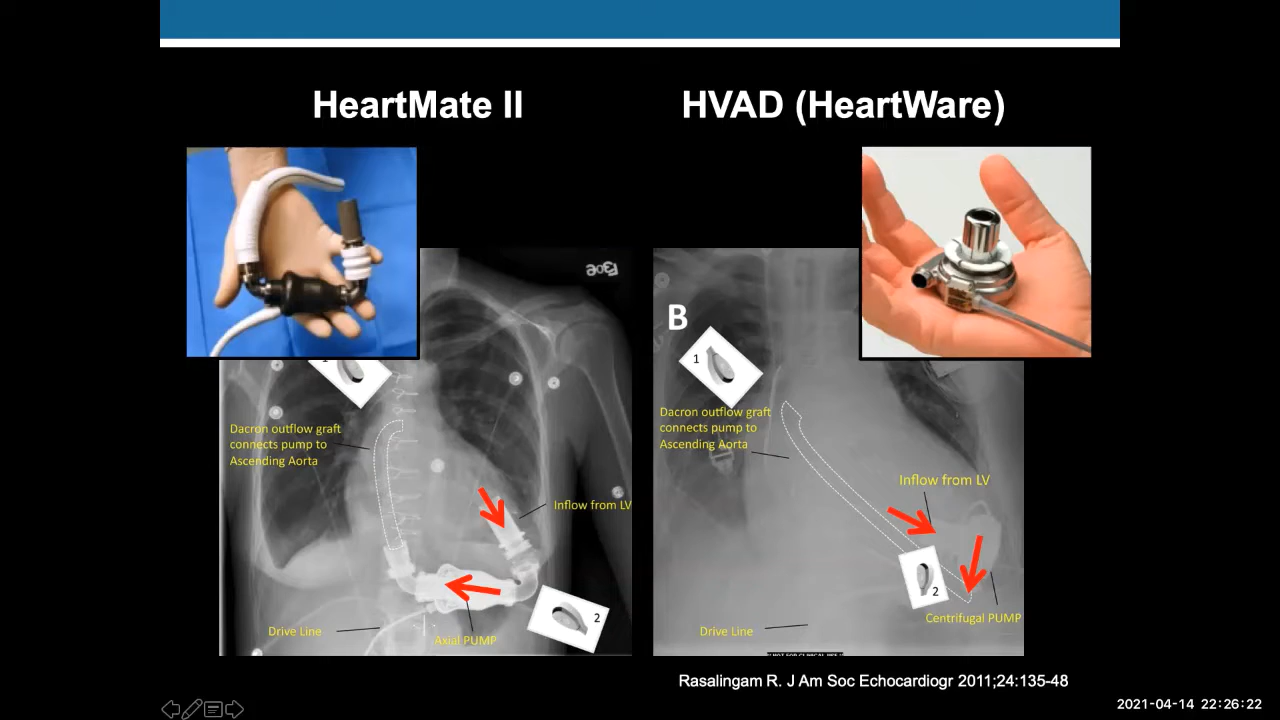 HeartMate II
HVAD (HeartWare)
B
1
Dacron outflow graft
connects pump to
Ascending Aorta
Inflow from LV
2
Drive Line
Axial PUMP
1
Dacron outflow graft
connects pump to
Ascending Aorta
Inflow from LV
2
Centrifugal PUMP
Drive Line
Rasalingam R. J Am Soc Echocardiogr 2011;24:135-48
2021-04-14 22:26:22